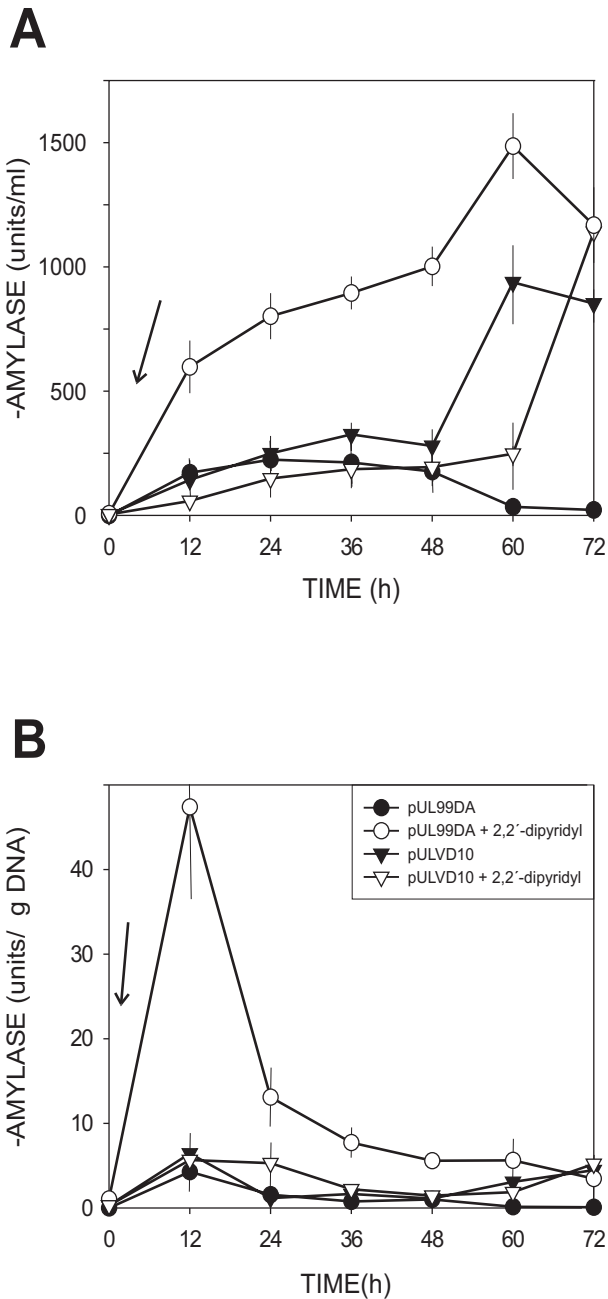 A
-AMYLASE (units/ml)
1500
1000
500
0
0 12 24 36 48 60 72
TIME (h)
B
-AMYLASE (units/ g DNA)
pUL99DA
pUL99DA + 2,2´-dipyridyl
pULVD10
pULVD10 + 2,2´-dipyridyl
40
30
20
10
0
0 12 24 36 48 60 72
TIME(h)